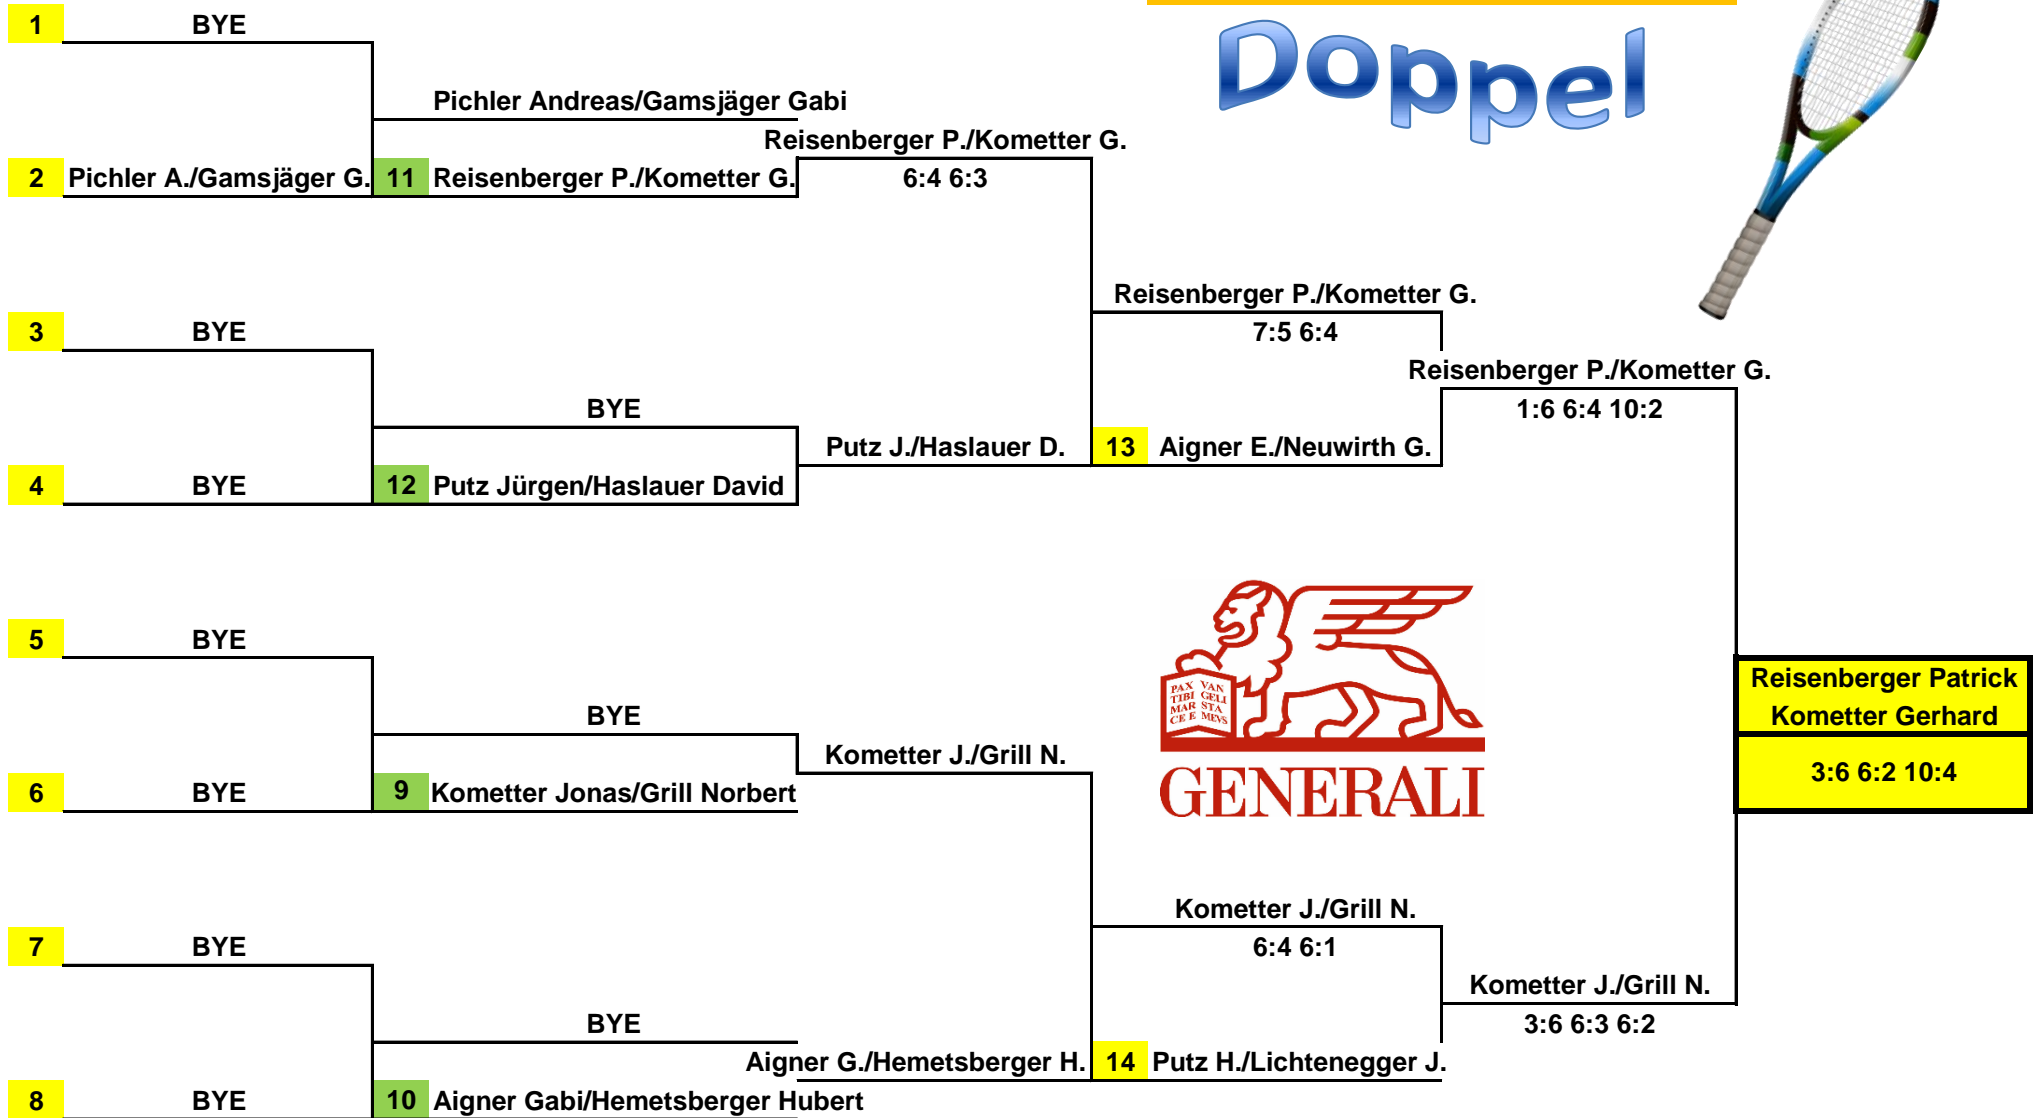 Doppel
1 BYE
Pichler Andreas/Gamsjäger Gabi
Reisenberger P./Kometter G.
2 Pichler A./Gamsjäger G. 11 Reisenberger P./Kometter G. 6:4 6:3
Reisenberger P./Kometter G.
3 BYE 7:5 6:4
Reisenberger P./Kometter G.
BYE 1:6 6:4 10:2
Putz J./Haslauer D. 13 Aigner E./Neuwirth G.
4 BYE 12 Putz Jürgen/Haslauer David
5 BYE
Reisenberger Patrick
Kometter Gerhard
3:6 6:2 10:4
PAX VAN
TIBI GELI
MAR STA
CE E MEVS
GENERALI
BYE
Kometter J./Grill N.
6 BYE 9 Kometter Jonas/Grill Norbert
Kometter J./Grill N.
7 BYE 6:4 6:1
Kometter J./Grill N.
BYE 3:6 6:3 6:2
Aigner G./Hemetsberger H. 14 Putz H./Lichtenegger J.
8 BYE 10 Aigner Gabi/Hemetsberger Hubert